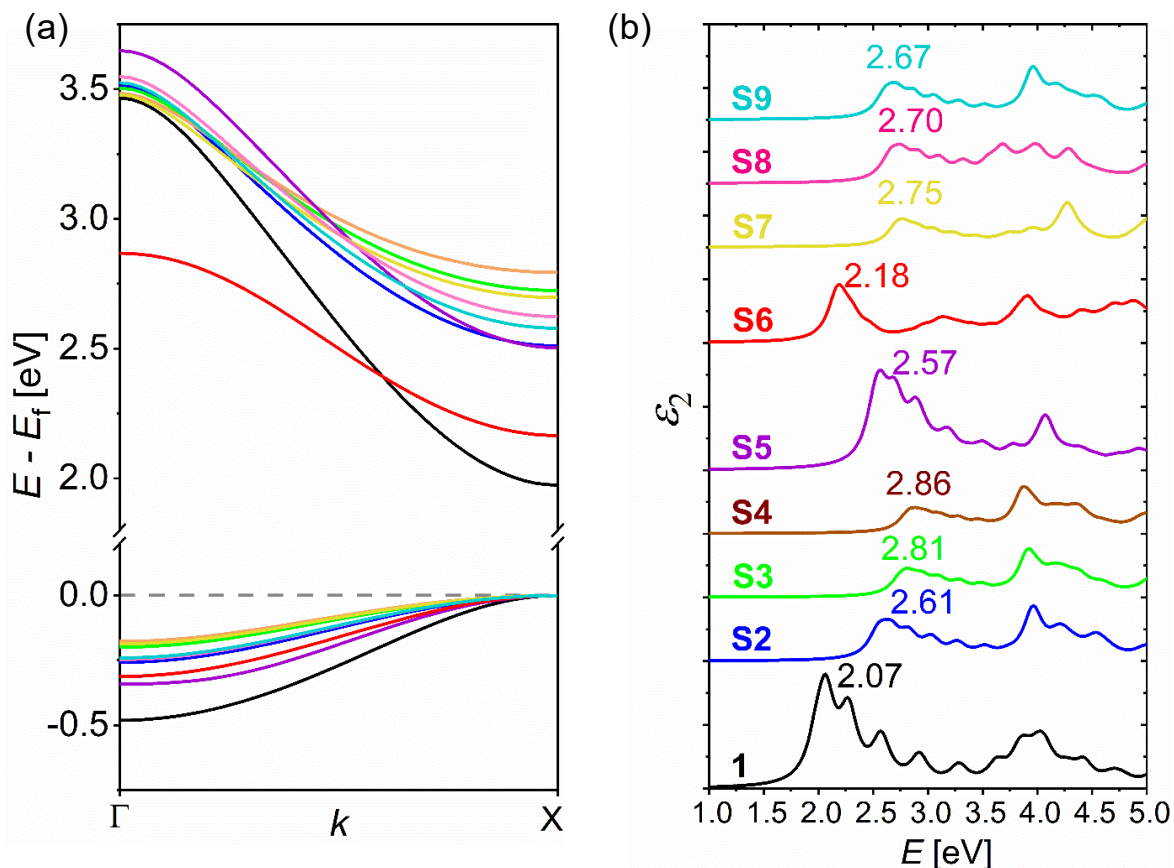 (a)
3.5
3.0
2.5
2.0
0.0
-0.5
E - E_f [eV]
Γ
k
X
(b)
S9
2.67
S8
2.70
S7
2.75
S6
2.18
S5
2.57
S4
2.86
S3
2.81
S2
2.61
1
2.07
ε₂
1.0 1.5 2.0 2.5 3.0 3.5 4.0 4.5 5.0
E [eV]